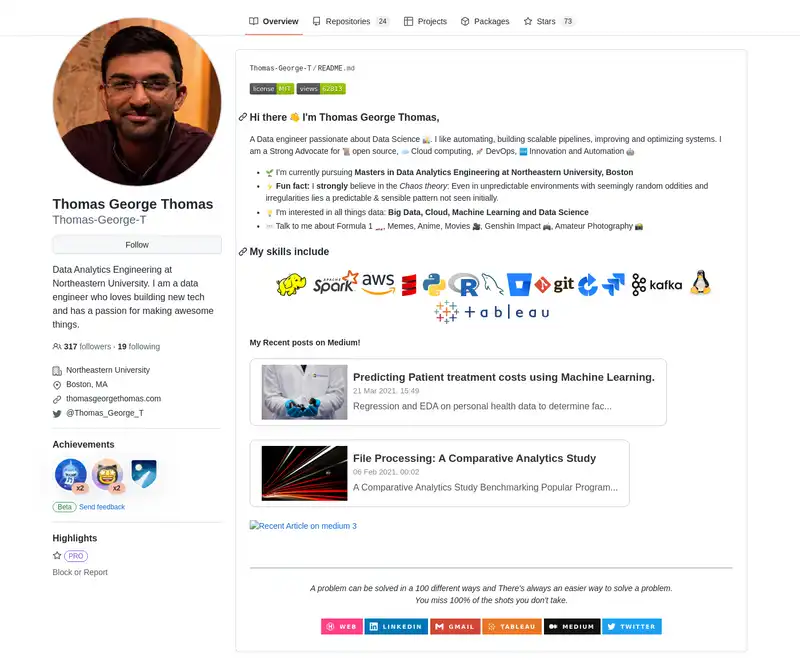 Overview
Repositories 24
Projects
Packages
Stars 73
Thomas George Thomas
Thomas-George-T
Follow
Data Analytics Engineering at
Northeastern University. I am a data
engineer who loves building new tech
and has a passion for making awesome
things.
317 followers · 19 following
Northeastern University
Boston, MA
thomasgeorgethomas.com
@Thomas_George_T
Achievements
x2
x2
Beta Send feedback
Highlights
PRO
Block or Report
Thomas-George-T/README.md
license MIT views 62813
Hi there 👋 I'm Thomas George Thomas,
A Data engineer passionate about Data Science. I like automating, building scalable pipelines, improving and optimizing systems. I
am a Strong Advocate for open source, Cloud computing, DevOps, Innovation and Automation
I'm currently pursuing Masters in Data Analytics Engineering at Northeastern University, Boston
Fun fact: I strongly believe in the Chaos theory: Even in unpredictable environments with seemingly random oddities and
irregularities lies a predictable & sensible pattern not seen initially.
I'm interested in all things data: Big Data, Cloud, Machine Learning and Data Science
Talk to me about Formula 1, Memes, Anime, Movies, Genshin Impact, Amateur Photography
My skills include
APACHE Spark aws R git kafka
tableau
My Recent posts on Medium!
Predicting Patient treatment costs using Machine Learning.
21 Mar 2021, 15:49
Regression and EDA on personal health data to determine fac...
File Processing: A Comparative Analytics Study
06 Feb 2021, 00:02
A Comparative Analytics Study Benchmarking Popular Program...
Recent Article on medium 3
A problem can be solved in a 100 different ways and There's always an easier way to solve a problem.
You miss 100% of the shots you don't take.
WEB LINKEDIN GMAIL TABLEAU MEDIUM TWITTER